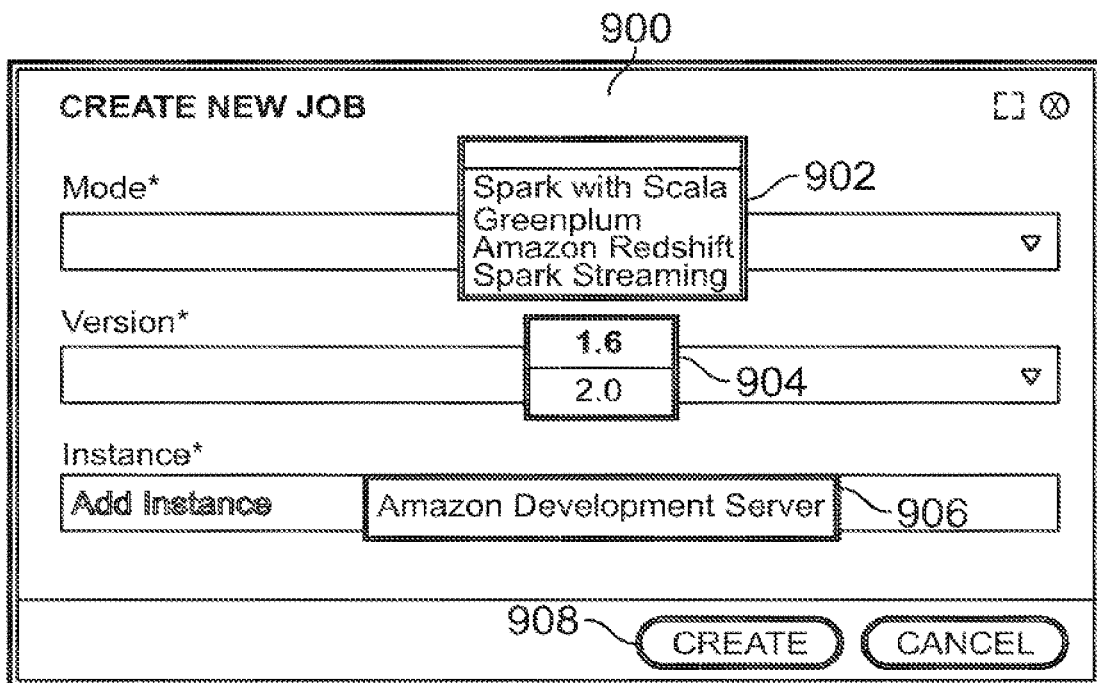 900
CREATE NEW JOB
Mode*
Spark with Scala
Greenplum
Amazon Redshift
Spark Streaming
902
Version*
1.6
2.0
904
Instance*
Add Instance
Amazon Development Server
906
908
CREATE
CANCEL